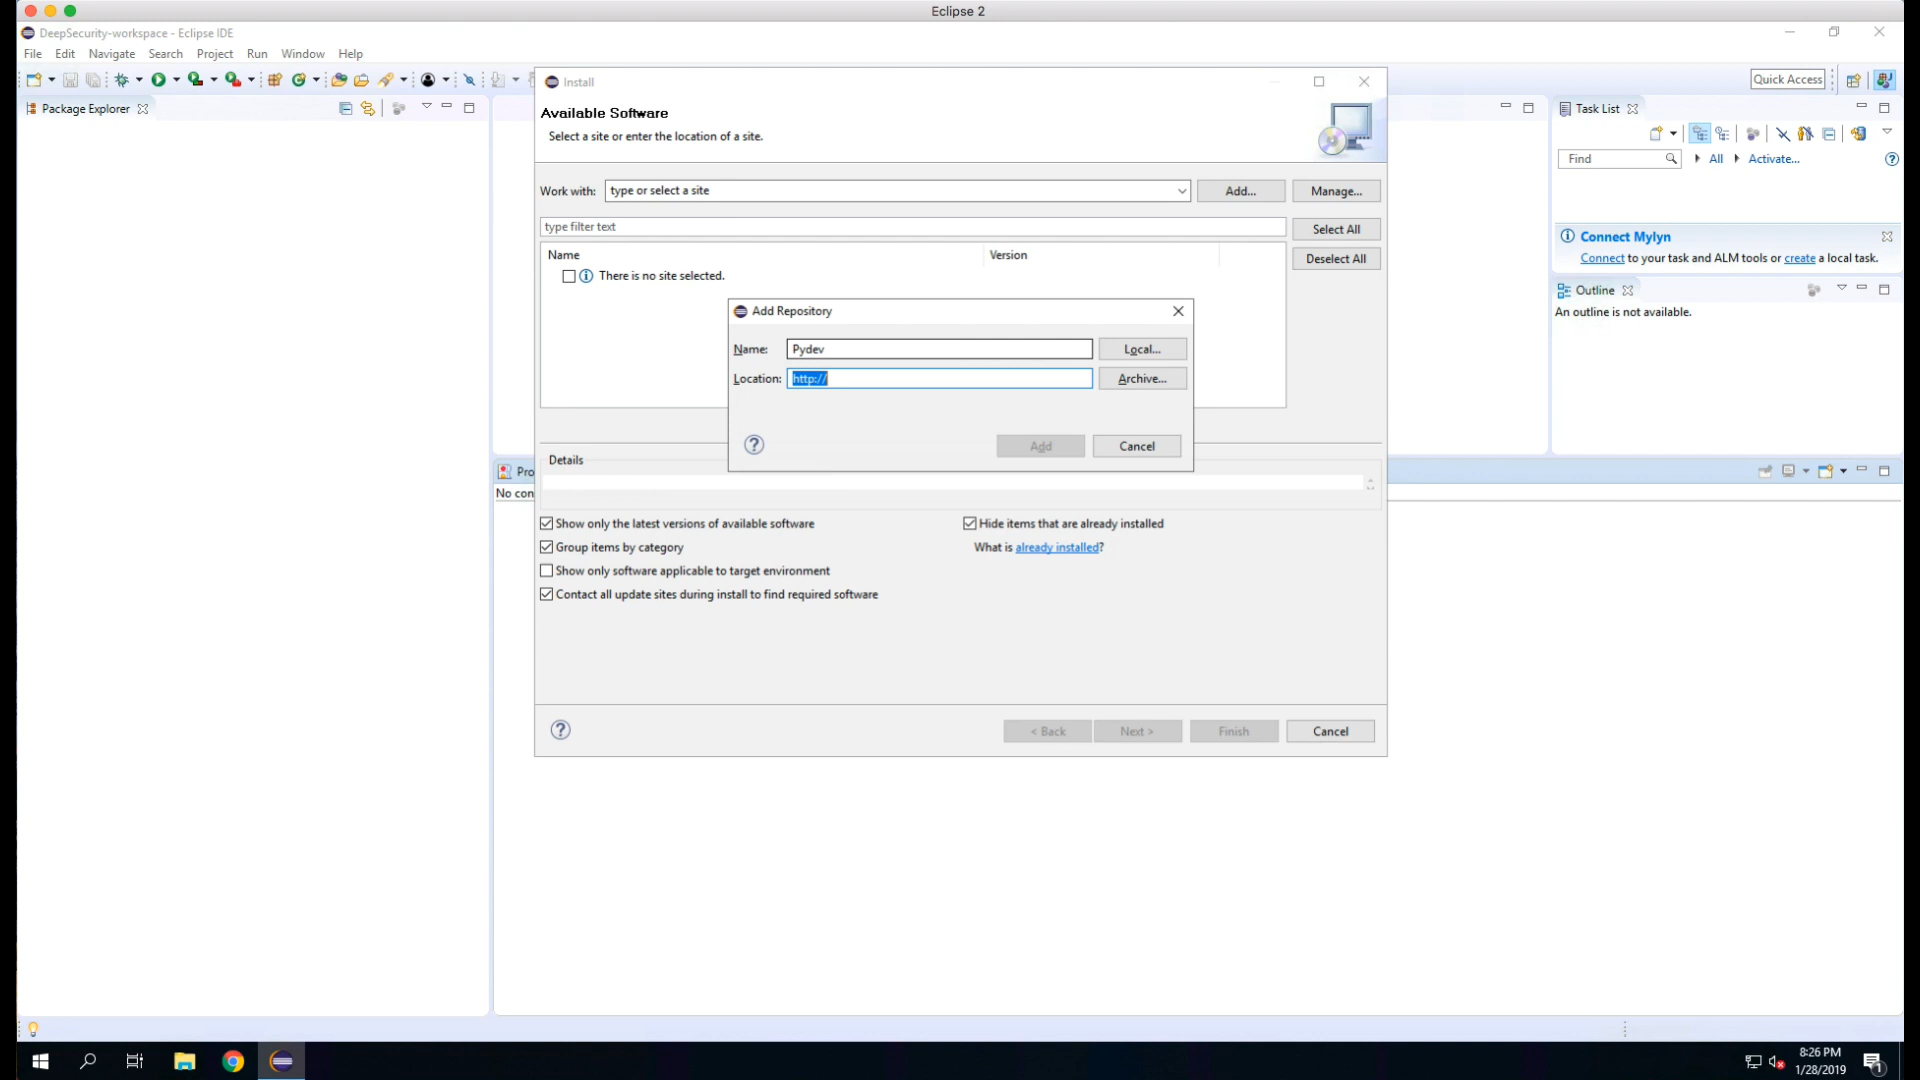 Eclipse 2
DeepSecurity-workspace - Eclipse IDE
File Edit Navigate Search Project Run Window Help
Quick Access
Package Explorer
Install
Available Software
Select a site or enter the location of a site.
Work with: type or select a site Add... Manage...
type filter text Select All
Name Version Deselect All
There is no site selected.
Add Repository
Name: Pydev Local...
Location: http:// Archive...
Add Cancel
Details
Show only the latest versions of available software
Hide items that are already installed
Group items by category
What is already installed?
Show only software applicable to target environment
Contact all update sites during install to find required software
< Back Next > Finish Cancel
Pro
No con
Task List
Find All Activate...
Connect Mylyn
Connect to your task and ALM tools or create a local task.
Outline
An outline is not available.
8:26 PM
1/28/2019
1